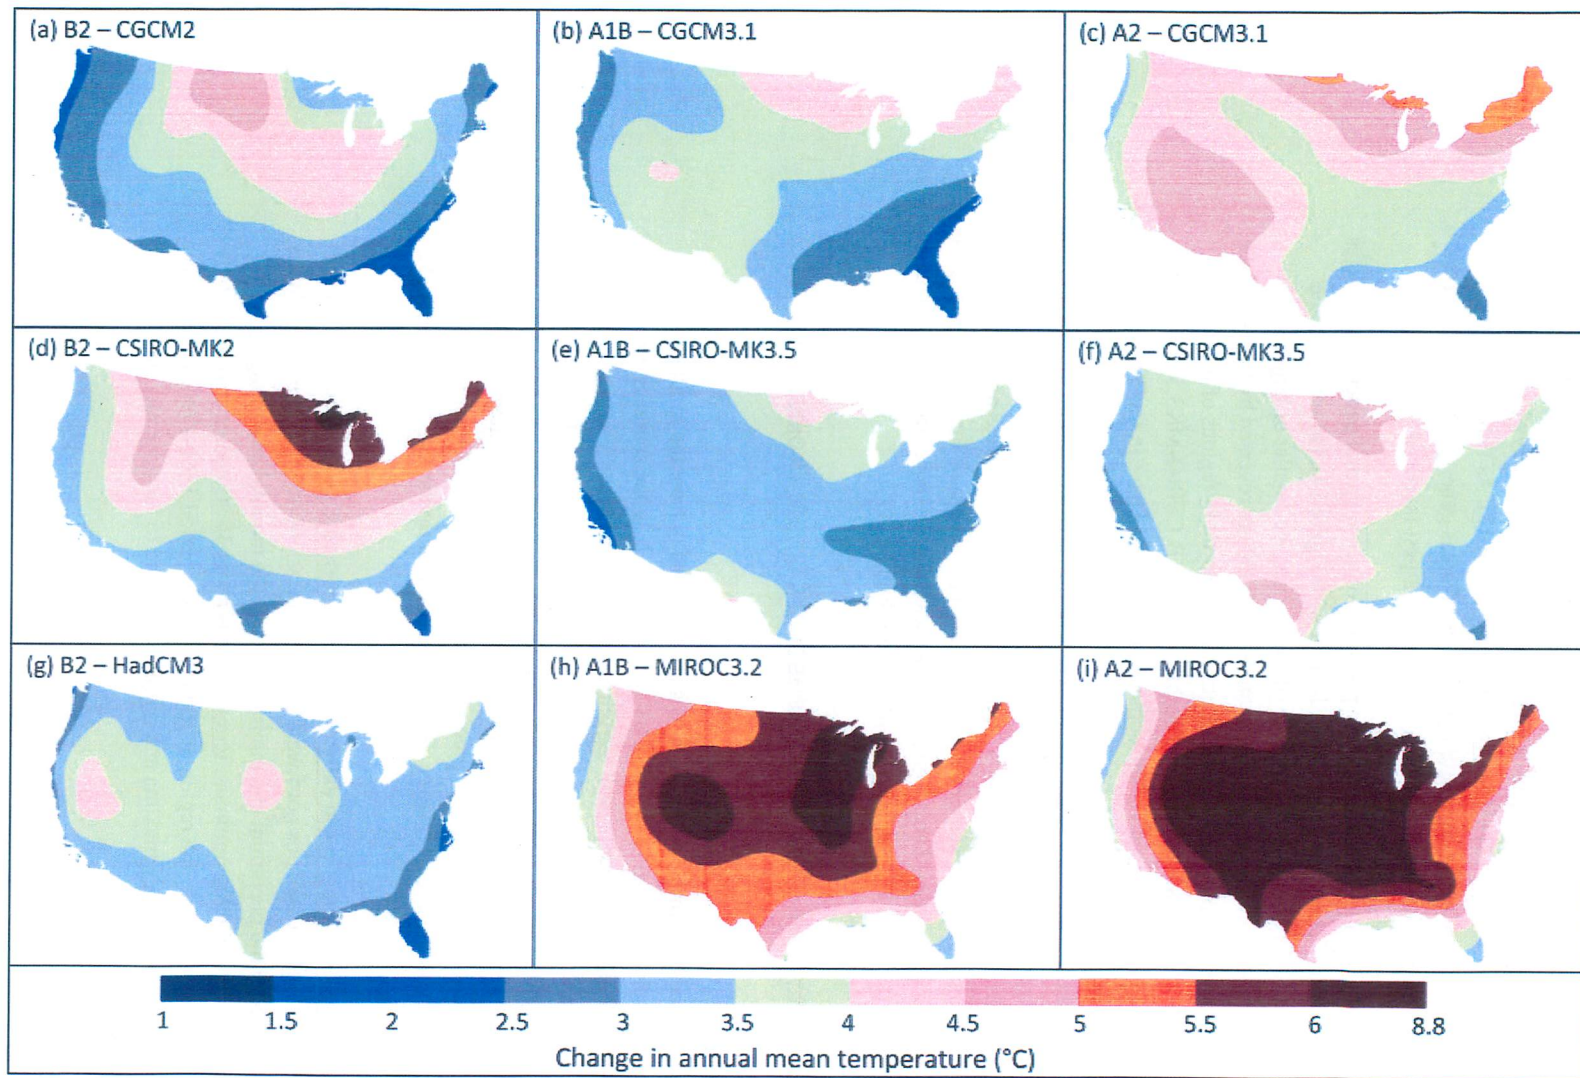 (a) B2 – CGCM2
(b) A1B – CGCM3.1
(c) A2 – CGCM3.1
(d) B2 – CSIRO-MK2
(e) A1B – CSIRO-MK3.5
(f) A2 – CSIRO-MK3.5
(g) B2 – HadCM3
(h) A1B – MIROC3.2
(i) A2 – MIROC3.2
1 1.5 2 2.5 3 3.5 4 4.5 5 5.5 6 8.8
Change in annual mean temperature (°C)